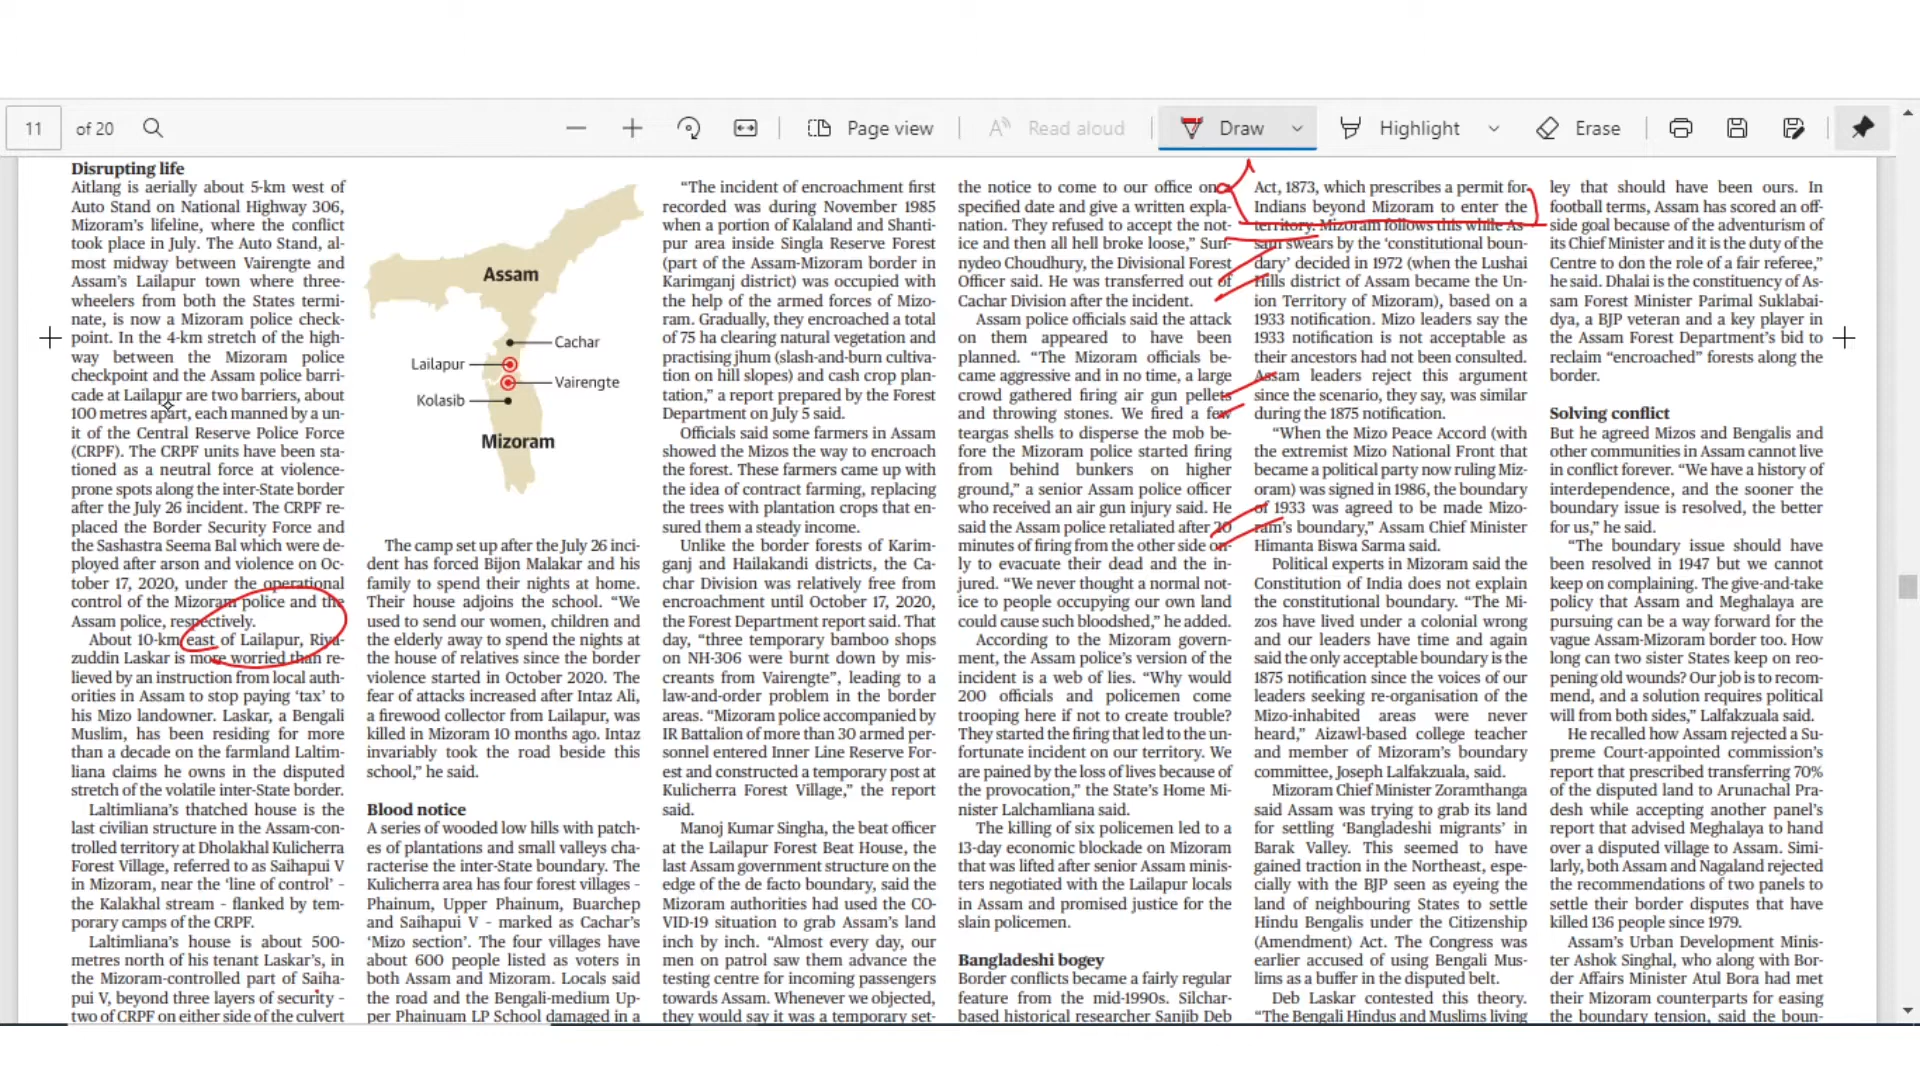 11 of 20 Page view Read aloud Draw Highlight Erase
Disrupting life
Aitlang is aerially about 5-km west of
Auto Stand on National Highway 306,
Mizoram's lifeline, where the conflict
took place in July. The Auto Stand, al-
most midway between Vairengte and
Assam's Lailapur town where three-
wheelers from both the States termi-
nate, is now a Mizoram police check-
point. In the 4-km stretch of the high-
way between the Mizoram police
checkpoint and the Assam police barri-
cade at Lailapur are two barriers, about
100 metres apart, each manned by a un-
it of the Central Reserve Police Force
(CRPF). The CRPF units have been sta-
tioned as a neutral force at violence-
prone spots along the inter-State border
after the July 26 incident. The CRPF re-
placed the Border Security Force and
the Sashastra Seema Bal which were de-
ployed after arson and violence on Oc-
tober 17, 2020, under the operational
control of the Mizoram police and the
Assam police, respectively.
About 10-km east of Lailapur, Riya-
zuddin Laskar is more worried than re-
lieved by an instruction from local auth-
orities in Assam to stop paying 'tax' to
his Mizo landowner. Laskar, a Bengali
Muslim, has been residing for more
than a decade on the farmland Laltim-
liana claims he owns in the disputed
stretch of the volatile inter-State border.
Laltimliana's thatched house is the
last civilian structure in the Assam-con-
trolled territory at Dholakhal Kulicherra
Forest Village, referred to as Saihapui V
in Mizoram, near the 'line of control' -
the Kalakhal stream - flanked by tem-
porary camps of the CRPF.
Laltimliana's house is about 500-
metres north of his tenant Laskar's, in
the Mizoram-controlled part of Saiha-
pui V, beyond three layers of security -
two of CRPF on either side of the culvert
Assam
Cachar
Lailapur
Vairengte
Kolasib
Mizoram
The camp set up after the July 26 inci-
dent has forced Bijon Malakar and his
family to spend their nights at home.
Their house adjoins the school. "We
used to send our women, children and
the elderly away to spend the nights at
the house of relatives since the border
violence started in October 2020. The
fear of attacks increased after Intaz Ali,
a firewood collector from Lailapur, was
killed in Mizoram 10 months ago. Intaz
invariably took the road beside this
school," he said.
Blood notice
A series of wooded low hills with patch-
es of plantations and small valleys cha-
racterise the inter-State boundary. The
Kulicherra area has four forest villages -
Phainum, Upper Phainum, Buarchep
and Saihapui V - marked as Cachar's
'Mizo section'. The four villages have
about 600 people listed as voters in
both Assam and Mizoram. Locals said
the road and the Bengali-medium Up-
per Phainuam LP School damaged in a
"The incident of encroachment first
recorded was during November 1985
when a portion of Kalaland and Shanti-
pur area inside Singla Reserve Forest
(part of the Assam-Mizoram border in
Karimganj district) was occupied with
the help of the armed forces of Mizo-
ram. Gradually, they encroached a total
of 75 ha clearing natural vegetation and
practising jhum (slash-and-burn cultiva-
tion on hill slopes) and cash crop plan-
tation," a report prepared by the Forest
Department on July 5 said.
Officials said some farmers in Assam
showed the Mizos the way to encroach
the forest. These farmers came up with
the idea of contract farming, replacing
the trees with plantation crops that en-
sured them a steady income.
Unlike the border forests of Karim-
ganj and Hailakandi districts, the Ca-
char Division was relatively free from
encroachment until October 17, 2020,
the Forest Department report said. That
day, "three temporary bamboo shops
on NH-306 were burnt down by mis-
creants from Vairengte", leading to a
law-and-order problem in the border
areas. "Mizoram police accompanied by
IR Battalion of more than 30 armed per-
sonnel entered Inner Line Reserve For-
est and constructed a temporary post at
Kulicherra Forest Village," the report
said.
Manoj Kumar Singha, the beat officer
at the Lailapur Forest Beat House, the
last Assam government structure on the
edge of the de facto boundary, said the
Mizoram authorities had used the CO-
VID-19 situation to grab Assam's land
inch by inch. "Almost every day, our
men on patrol saw them advance the
testing centre for incoming passengers
towards Assam. Whenever we objected,
they would say it was a temporary set-
the notice to come to our office on a
specified date and give a written expla-
nation. They refused to accept the not-
ice and then all hell broke loose," Sun-
nydeo Choudhury, the Divisional Forest
Officer said. He was transferred out of
Cachar Division after the incident.
Assam police officials said the attack
on them appeared to have been
planned. "The Mizoram officials be-
came aggressive and in no time, a large
crowd gathered firing air gun pellets
and throwing stones. We fired a few
teargas shells to disperse the mob be-
fore the Mizoram police started firing
from behind bunkers on higher
ground," a senior Assam police officer
who received an air gun injury said. He
said the Assam police retaliated after 20
minutes of firing from the other side on-
ly to evacuate their dead and the in-
jured. "We never thought a normal not-
ice to people occupying our own land
could cause such bloodshed," he added.
According to the Mizoram govern-
ment, the Assam police's version of the
incident is a web of lies. "Why would
200 officials and policemen come
trooping here if not to create trouble?
They started the firing that led to the un-
fortunate incident on our territory. We
are pained by the loss of lives because of
the provocation," the State's Home Mi-
nister Lalchamliana said.
The killing of six policemen led to a
13-day economic blockade on Mizoram
that was lifted after senior Assam minis-
ters negotiated with the Lailapur locals
in Assam and promised justice for the
slain policemen.
Bangladeshi bogey
Border conflicts became a fairly regular
feature from the mid-1990s. Silchar-
based historical researcher Sanjib Deb
Act, 1873, which prescribes a permit for
Indians beyond Mizoram to enter the
territory. Mizoram follows this while As-
sam swears by the 'constitutional boun-
dary' decided in 1972 (when the Lushai
Hills district of Assam became the Un-
ion Territory of Mizoram), based on a
1933 notification. Mizo leaders say the
1933 notification is not acceptable as
their ancestors had not been consulted.
Assam leaders reject this argument
since the scenario, they say, was similar
during the 1875 notification.
"When the Mizo Peace Accord (with
the extremist Mizo National Front that
became a political party now ruling Miz-
oram) was signed in 1986, the boundary
of 1933 was agreed to be made Mizo-
ram's boundary," Assam Chief Minister
Himanta Biswa Sarma said.
Political experts in Mizoram said the
Constitution of India does not explain
the constitutional boundary. "The Mi-
zos have lived under a colonial wrong
and our leaders have time and again
said the only acceptable boundary is the
1875 notification since the voices of our
leaders seeking re-organisation of the
Mizo-inhabited areas were never
heard," Aizawl-based college teacher
and member of Mizoram's boundary
committee, Joseph Lalfakzuala, said.
Mizoram Chief Minister Zoramthanga
said Assam was trying to grab its land
for settling 'Bangladeshi migrants' in
Barak Valley. This seemed to have
gained traction in the Northeast, espe-
cially with the BJP seen as eyeing the
land of neighbouring States to settle
Hindu Bengalis under the Citizenship
(Amendment) Act. The Congress was
earlier accused of using Bengali Mus-
lims as a buffer in the disputed belt.
Deb Laskar contested this theory.
"The Bengali Hindus and Muslims living
ley that should have been ours. In
football terms, Assam has scored an off-
side goal because of the adventurism of
its Chief Minister and it is the duty of the
Centre to don the role of a fair referee,"
he said. Dhalai is the constituency of As-
sam Forest Minister Parimal Suklabai-
dya, a BJP veteran and a key player in
the Assam Forest Department's bid to
reclaim "encroached" forests along the
border.
Solving conflict
But he agreed Mizos and Bengalis and
other communities in Assam cannot live
in conflict forever. "We have a history of
interdependence, and the sooner the
boundary issue is resolved, the better
for us," he said.
"The boundary issue should have
been resolved in 1947 but we cannot
keep on complaining. The give-and-take
policy that Assam and Meghalaya are
pursuing can be a way forward for the
vague Assam-Mizoram border too. How
long can two sister States keep on reo-
pening old wounds? Our job is to recom-
mend, and a solution requires political
will from both sides," Lalfakzuala said.
He recalled how Assam rejected a Su-
preme Court-appointed commission's
report that prescribed transferring 70%
of the disputed land to Arunachal Pra-
desh while accepting another panel's
report that advised Meghalaya to hand
over a disputed village to Assam. Simi-
larly, both Assam and Nagaland rejected
the recommendations of two panels to
settle their border disputes that have
killed 136 people since 1979.
Assam's Urban Development Minis-
ter Ashok Singhal, who along with Bor-
der Affairs Minister Atul Bora had met
their Mizoram counterparts for easing
the boundary tension, said the boun-